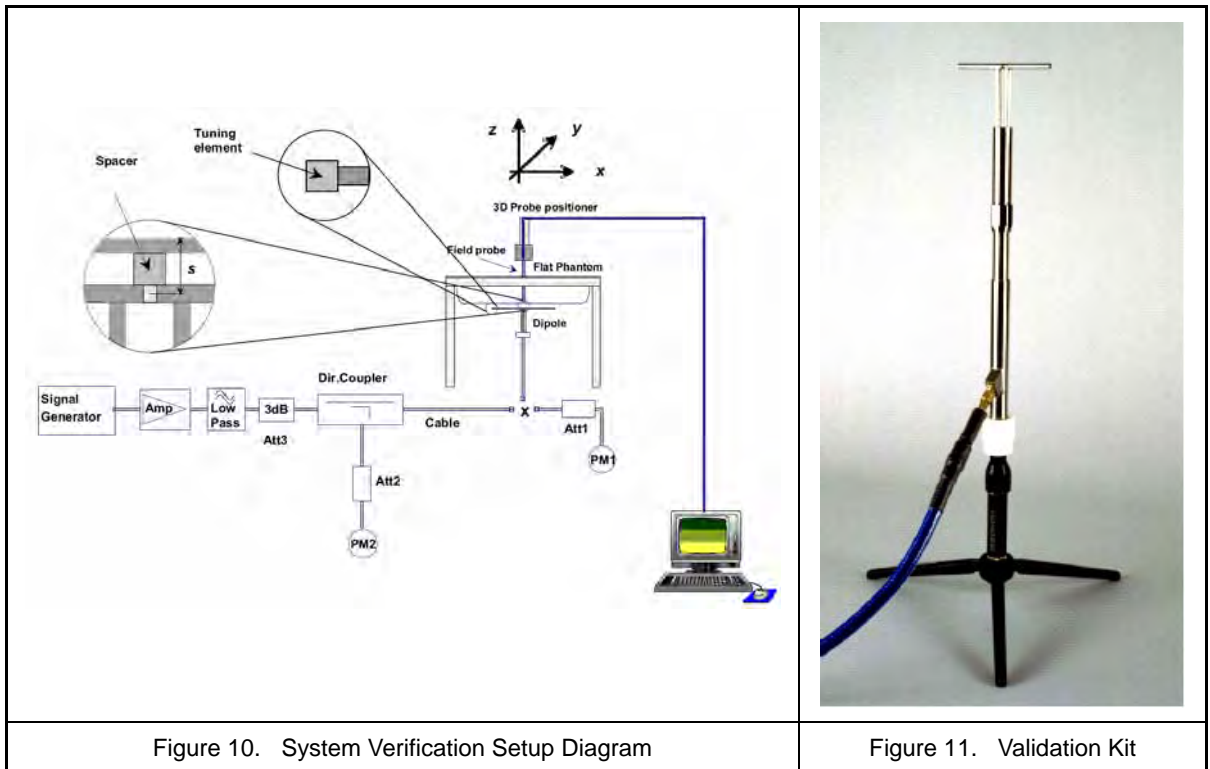 Tuning
element
Spacer
s
z
y
x
3D Probe positioner
Field probe
Flat Phantom
Dipole
Dir.Coupler
Signal
Generator
Amp
Low
Pass
3dB
Att3
Cable
x
Att1
PM1
Att2
PM2
Figure 10. System Verification Setup Diagram
Figure 11. Validation Kit